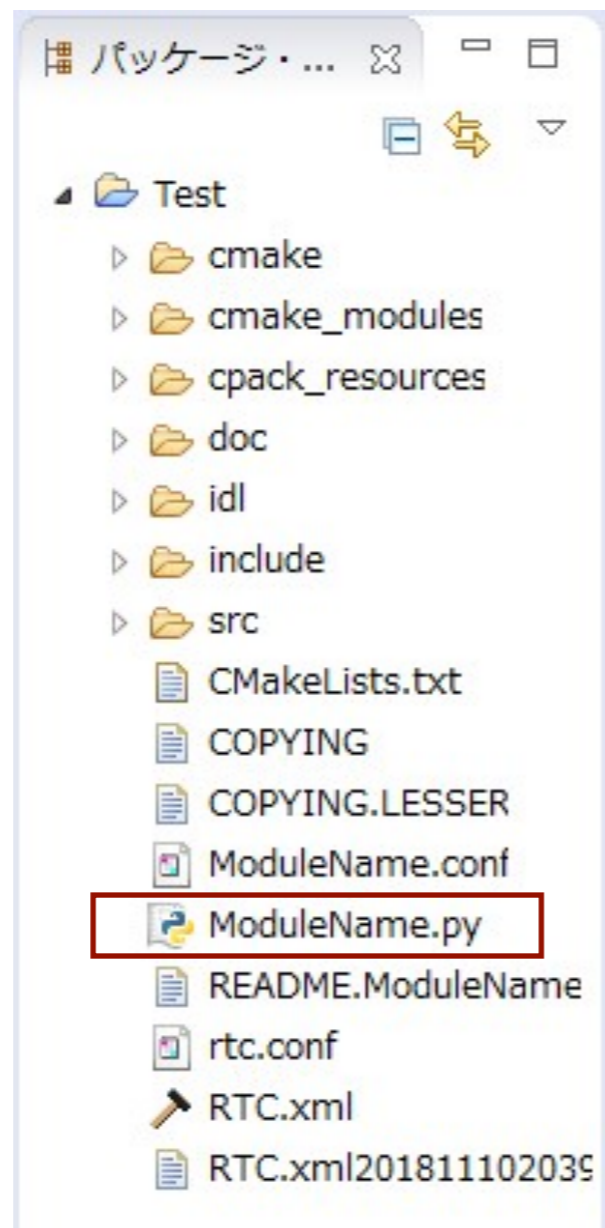 パッケージ・...
Test
cmake
cmake_modules
cpack_resources
doc
idl
include
src
CMakeLists.txt
COPYING
COPYING.LESSER
ModuleName.conf
ModuleName.py
README.ModuleName
rtc.conf
RTC.xml
RTC.xml201811102039